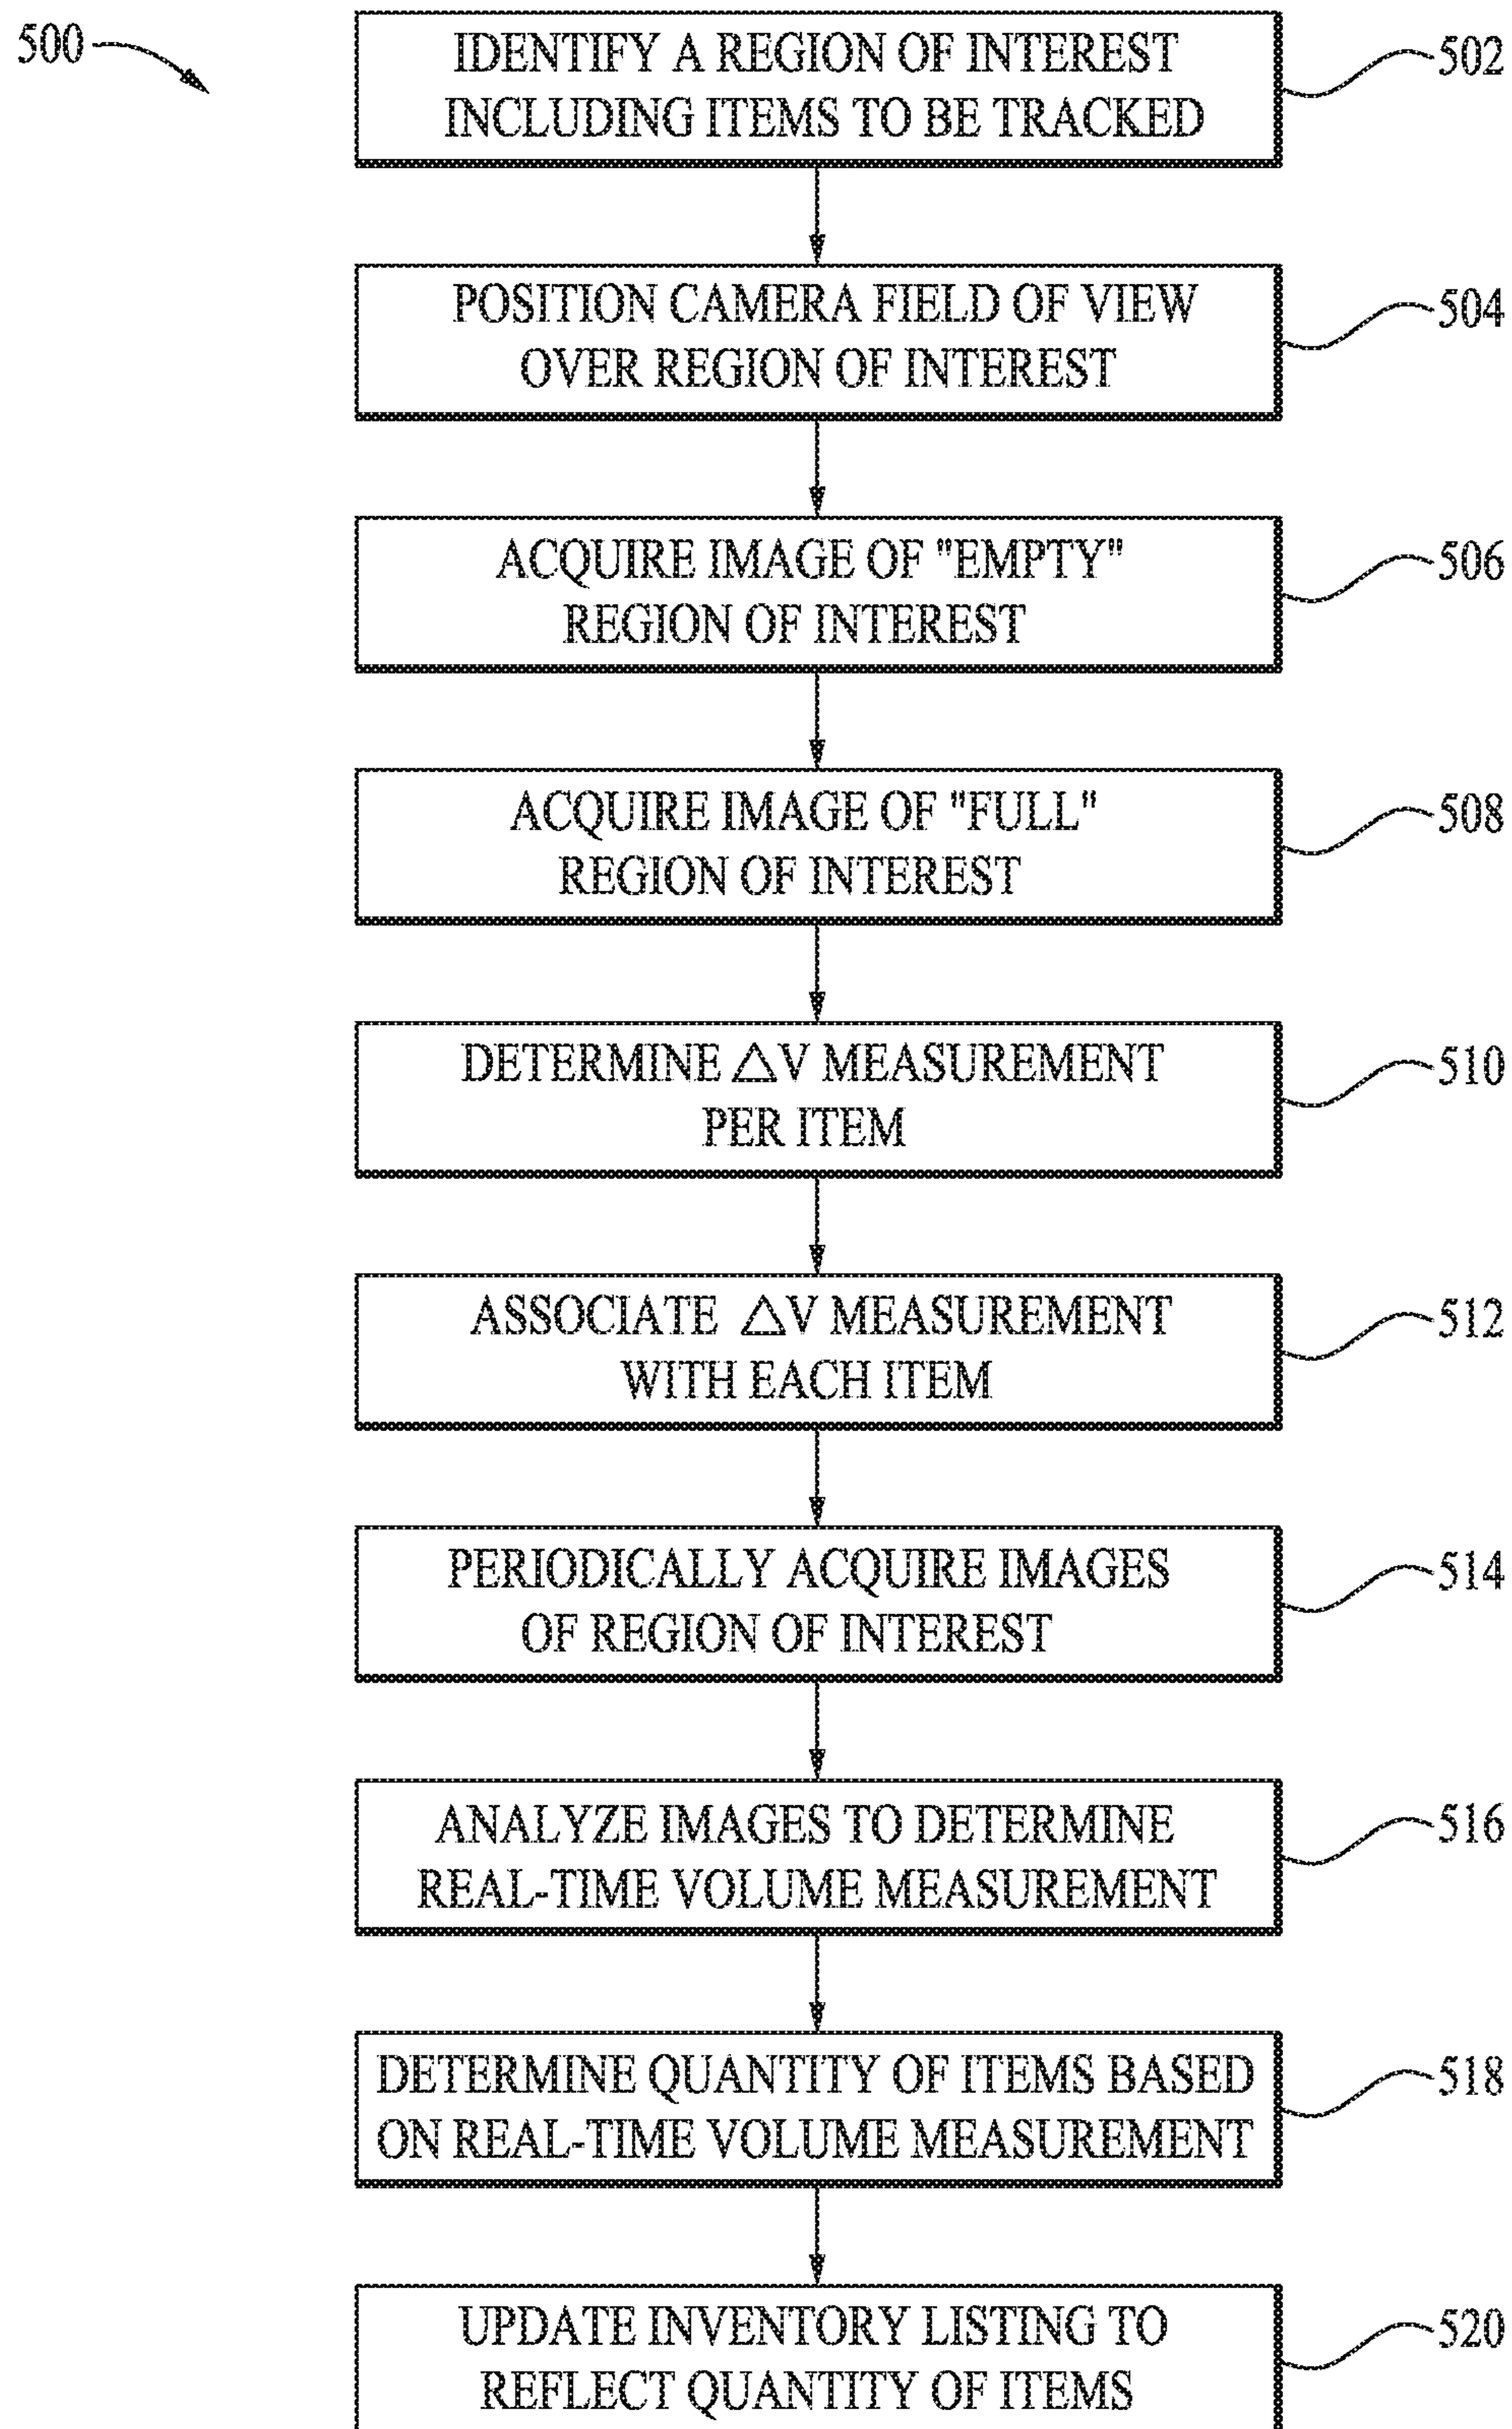 500
IDENTIFY A REGION OF INTEREST
INCLUDING ITEMS TO BE TRACKED
502
POSITION CAMERA FIELD OF VIEW
OVER REGION OF INTEREST
504
ACQUIRE IMAGE OF "EMPTY"
REGION OF INTEREST
506
ACQUIRE IMAGE OF "FULL"
REGION OF INTEREST
508
DETERMINE △V MEASUREMENT
PER ITEM
510
ASSOCIATE △V MEASUREMENT
WITH EACH ITEM
512
PERIODICALLY ACQUIRE IMAGES
OF REGION OF INTEREST
514
ANALYZE IMAGES TO DETERMINE
REAL-TIME VOLUME MEASUREMENT
516
DETERMINE QUANTITY OF ITEMS BASED
ON REAL-TIME VOLUME MEASUREMENT
518
UPDATE INVENTORY LISTING TO
REFLECT QUANTITY OF ITEMS
520